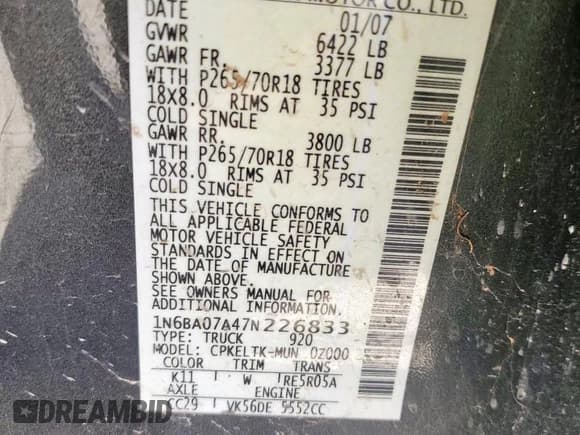 MOTOR CO., LTD.
DATE 01/07
GVWR 6422 LB
GAWR FR. 3377 LB
WITH P265/70R18 TIRES
18X8.0 RIMS AT 35 PSI
COLD SINGLE
GAWR RR. 3800 LB
WITH P265/70R18 TIRES
18X8.0 RIMS AT 35 PSI
COLD SINGLE
THIS VEHICLE CONFORMS TO
ALL APPLICABLE FEDERAL
MOTOR VEHICLE SAFETY
STANDARDS IN EFFECT ON
THE DATE OF MANUFACTURE
SHOWN ABOVE.
SEE OWNERS MANUAL FOR
ADDITIONAL INFORMATION.
1N6BA07A47N226833
TYPE: TRUCK 920
MODEL: CPKELTK-MUN 0Z000
COLOR TRIM TRANS
K11 W RE5R05A
AXLE ENGINE
CC29 VK56DE 5552CC
DREAMBID